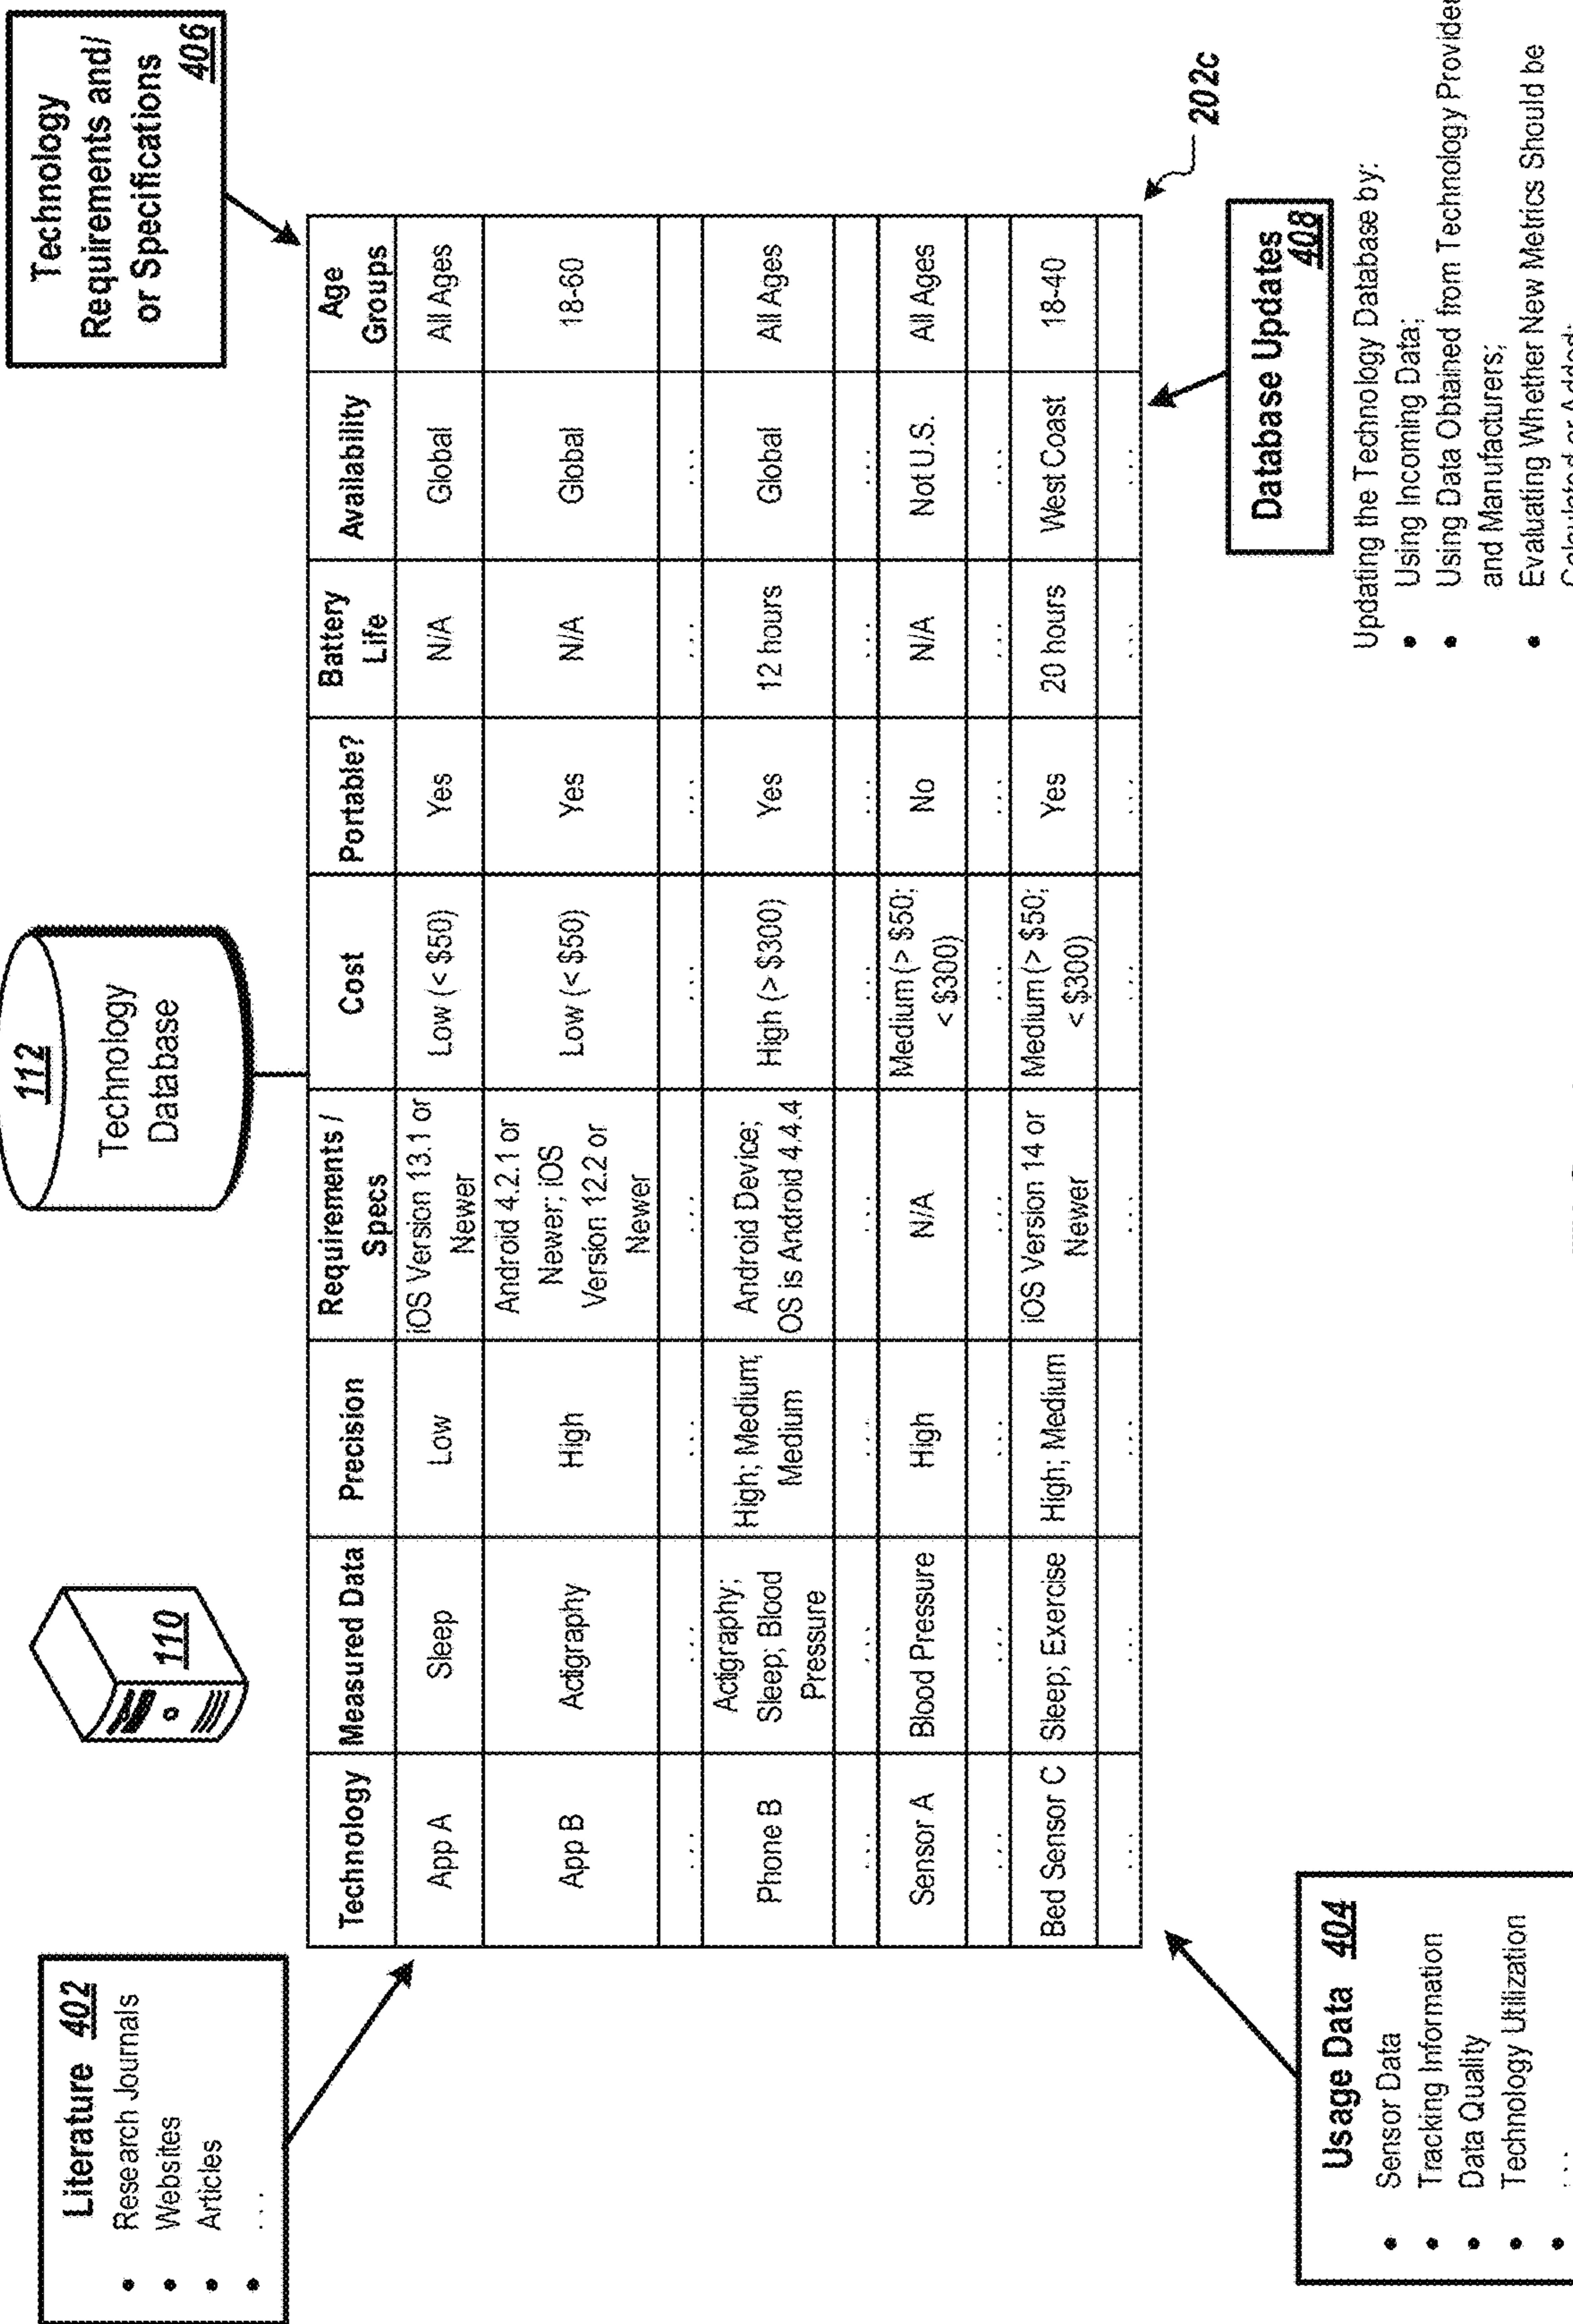 Literature 402
• Research Journals
• Websites
• Articles
• ...
110
112
Technology
Database
Technology
Requirements and/
or Specifications
406
Technology | Measured Data | Precision | Requirements / Specs | Cost | Portable? | Battery Life | Availability | Age Groups
App A | Sleep | Low | iOS Version 13.1 or Newer | Low (< $50) | Yes | N/A | Global | All Ages
App B | Actigraphy | High | Android 4.2.1 or Newer; iOS Version 12.2 or Newer | Low (< $50) | Yes | N/A | Global | 18-60
... | ... | ... | ... | ... | ... | ... | ...
Phone B | Actigraphy; Sleep; Blood Pressure | High; Medium; Medium | Android Device; OS is Android 4.4.4 | High (> $300) | Yes | 12 hours | Global | All Ages
... | ... | ... | ... | ... | ... | ... | ...
Sensor A | Blood Pressure | High | N/A | Medium (> $50; < $300) | No | N/A | Not U.S. | All Ages
... | ... | ... | ... | ... | ... | ... | ...
Bed Sensor C | Sleep; Exercise | High; Medium | iOS Version 14 or Newer | Medium (> $50; < $300) | Yes | 20 hours | West Coast | 18-40
... | ... | ... | ... | ... | ... | ... | ...
202c
Usage Data 404
• Sensor Data
• Tracking Information
• Data Quality
• Technology Utilization
• ...
Database Updates
408
Updating the Technology Database by:
• Using Incoming Data;
• Using Data Obtained from Technology Provider
and Manufacturers;
• Evaluating Whether New Metrics Should be